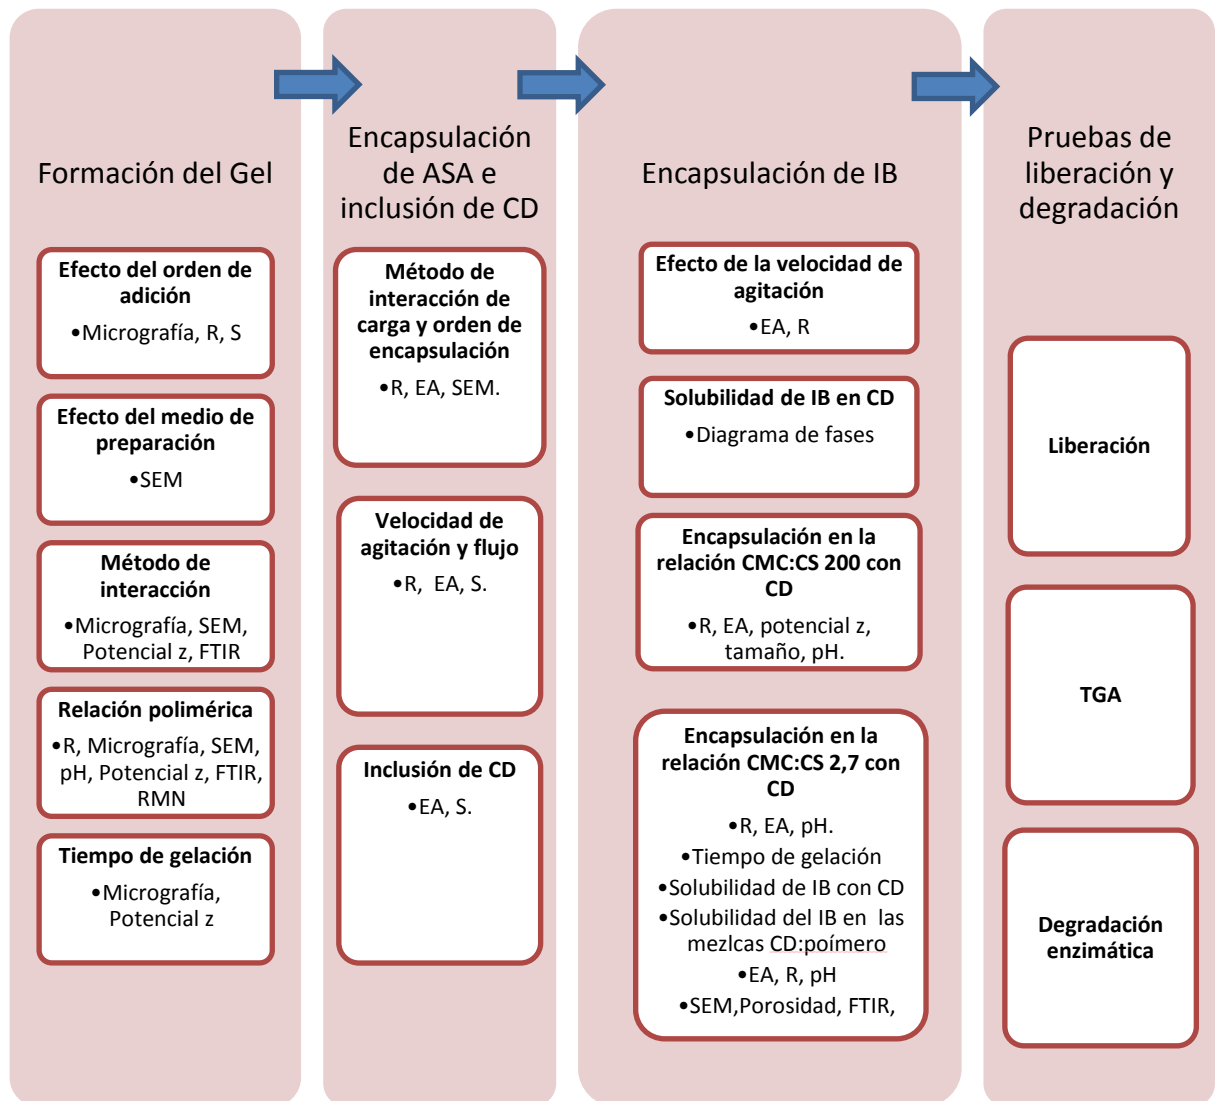 Formación del Gel
Efecto del orden de
adición
•Micrografía, R, S
Efecto del medio de
preparación
•SEM
Método de
interacción
•Micrografía, SEM,
Potencial z, FTIR
Relación polimérica
•R, Micrografía, SEM,
pH, Potencial z, FTIR,
RMN
Tiempo de gelación
•Micrografía,
Potencial z
Encapsulación
de ASA e
inclusión de CD
Método de
interacción de
carga y orden de
encapsulación
•R, EA, SEM.
Velocidad de
agitación y flujo
•R, EA, S.
Inclusión de CD
•EA, S.
Encapsulación de IB
Efecto de la velocidad de
agitación
•EA, R
Solubilidad de IB en CD
•Diagrama de fases
Encapsulación en la
relación CMC:CS 200 con
CD
•R, EA, potencial z,
tamaño, pH.
Encapsulación en la
relación CMC:CS 2,7 con
CD
•R, EA, pH.
•Tiempo de gelación
•Solubilidad de IB con CD
•Solubilidad del IB en las
mezlcas CD:poímero
•EA, R, pH
•SEM,Porosidad, FTIR,
Pruebas de
liberación y
degradación
Liberación
TGA
Degradación
enzimática